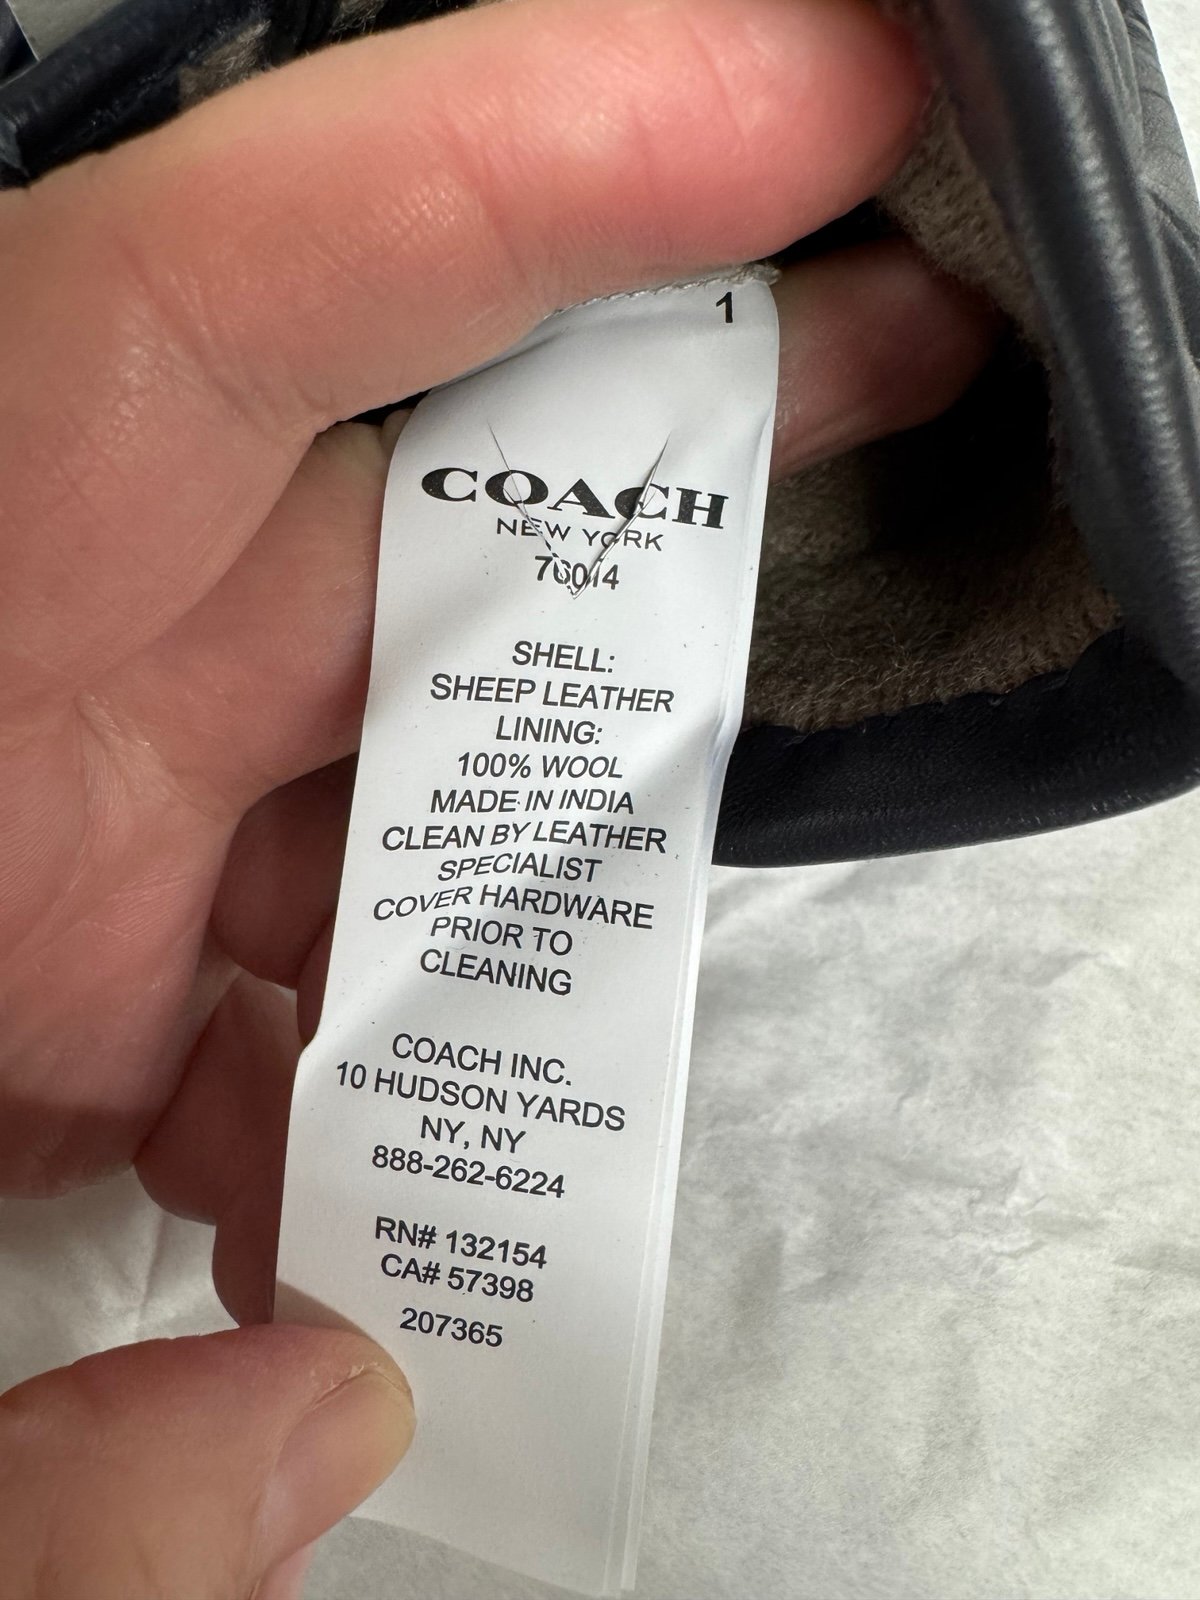 1
COACH
NEW YORK
76014
SHELL:
SHEEP LEATHER
LINING:
100% WOOL
MADE IN INDIA
CLEAN BY LEATHER
SPECIALIST
COVER HARDWARE
PRIOR TO
CLEANING
COACH INC.
10 HUDSON YARDS
NY, NY
888-262-6224
RN# 132154
CA# 57398
207365